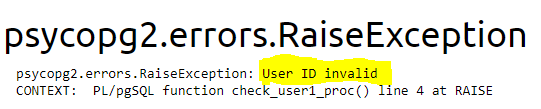 psycopg2.errors.RaiseException
psycopg2.errors.RaiseException: User ID invalid
CONTEXT:  PL/pgSQL function check_user1_proc() line 4 at RAISE